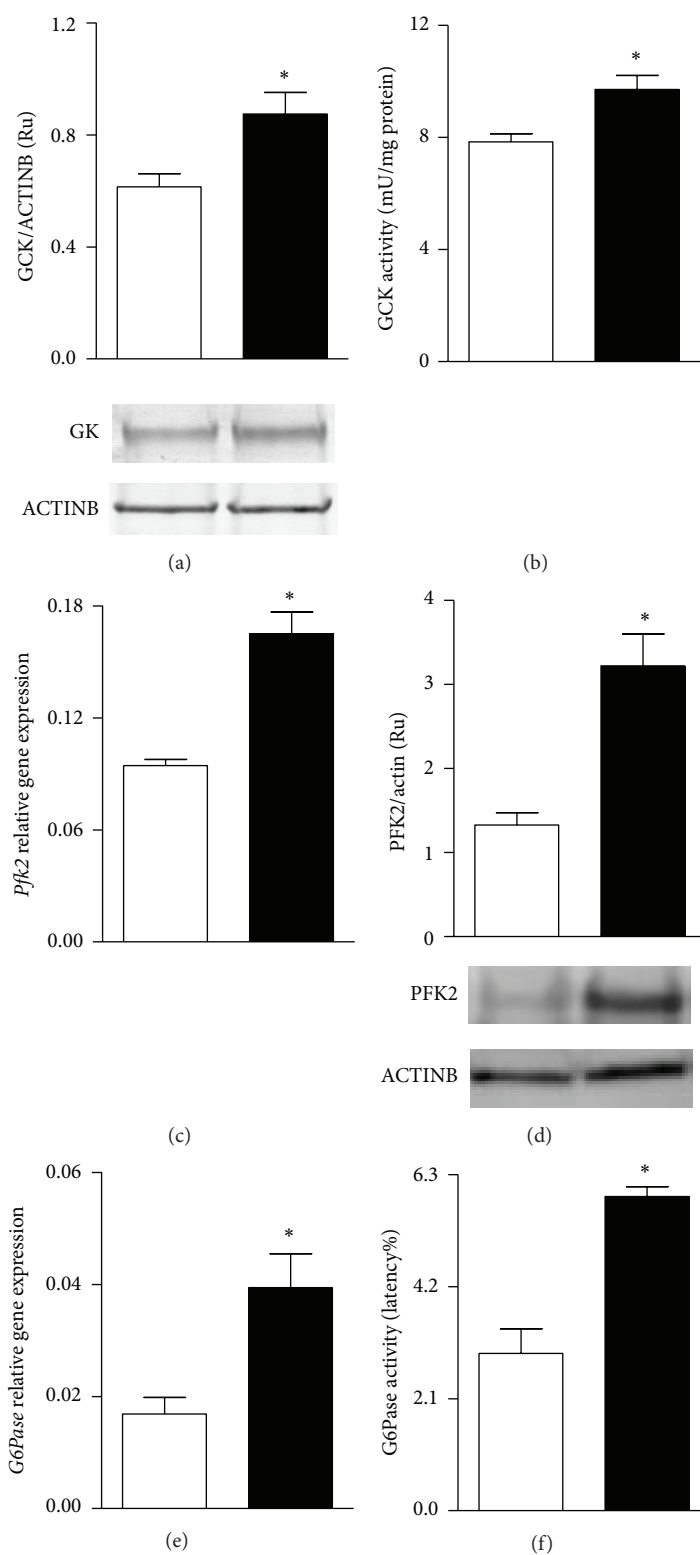 GCK/ACTINB (Ru)
1.2
0.8
0.4
0.0
*
GK
ACTINB
(a)
GCK activity (mU/mg protein)
12
8
4
0
*
(b)
Pfk2 relative gene expression
0.18
0.12
0.06
0.00
*
(c)
PFK2/actin (Ru)
4
3
2
1
0
*
PFK2
ACTINB
(d)
G6Pase relative gene expression
0.06
0.04
0.02
0.00
*
(e)
G6Pase activity (latency%)
6.3
4.2
2.1
0.0
*
(f)